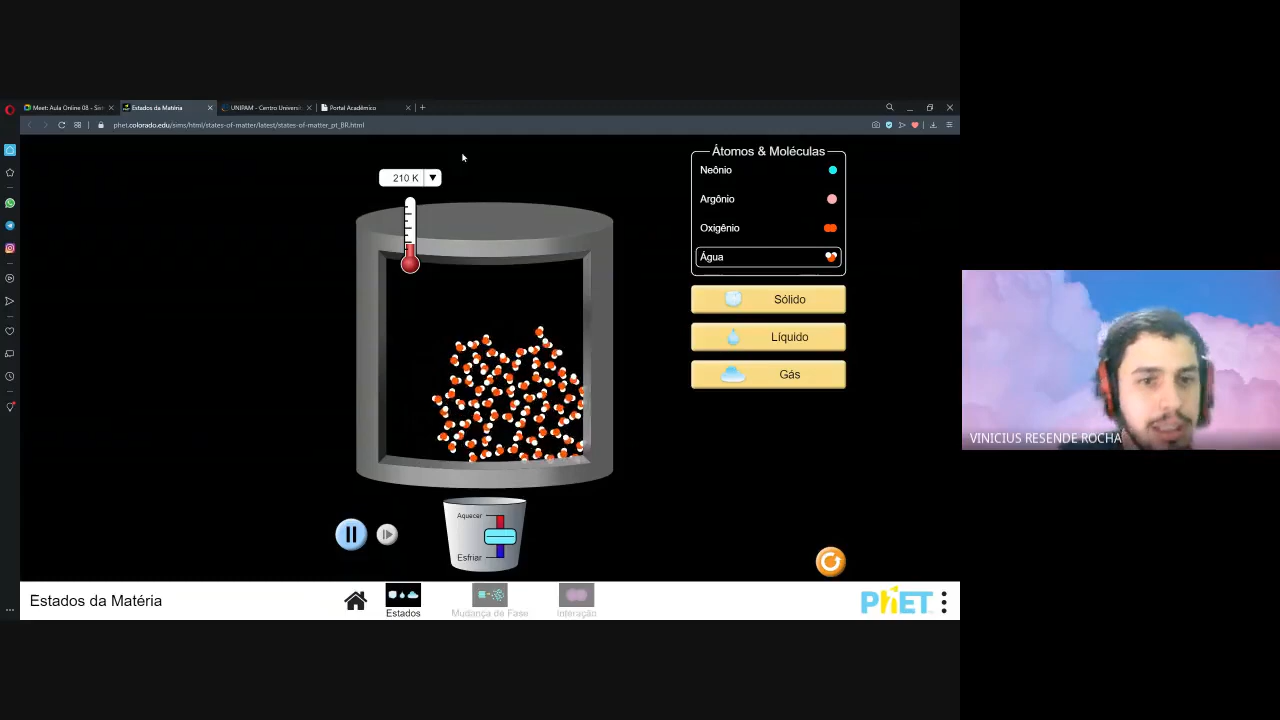 Meet: Aula Online 08 - Sim
Estados da Matéria
UNIPAM - Centro Universit
Portal Acadêmico
phet.colorado.edu/sims/html/states-of-matter/latest/states-of-matter_pt_BR.html
210 K
Átomos & Moléculas
Neônio
Argônio
Oxigênio
Água
Sólido
Líquido
Gás
VINICIUS RESENDE ROCHA
Aquecer
Esfriar
Estados da Matéria
Estados
Mudança de Fase
Interação
PhET